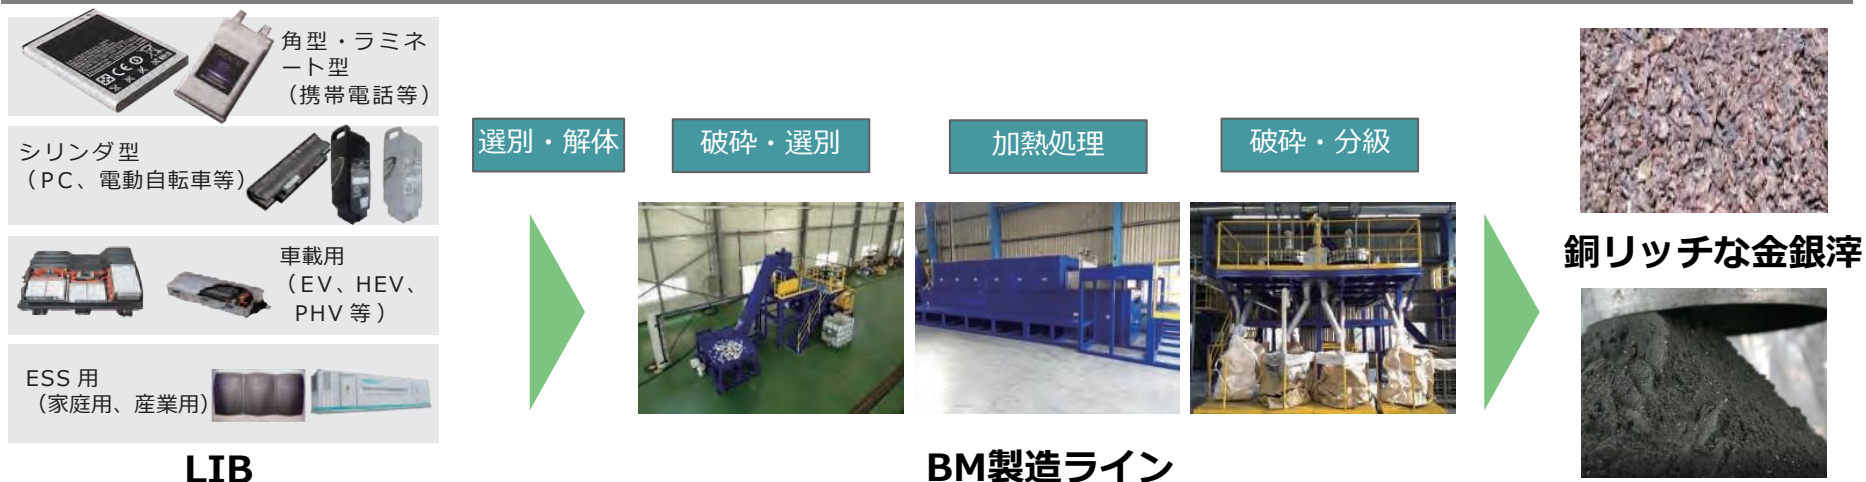 角型・ラミネ
ート型
（携帯電話等）
シリンダ型
（PC、電動自転車等）
車載用
（EV、HEV、
PHV 等）
ESS 用
（家庭用、産業用）
LIB
選別・解体
破砕・選別
加熱処理
破砕・分級
BM製造ライン
銅リッチな金銀滓